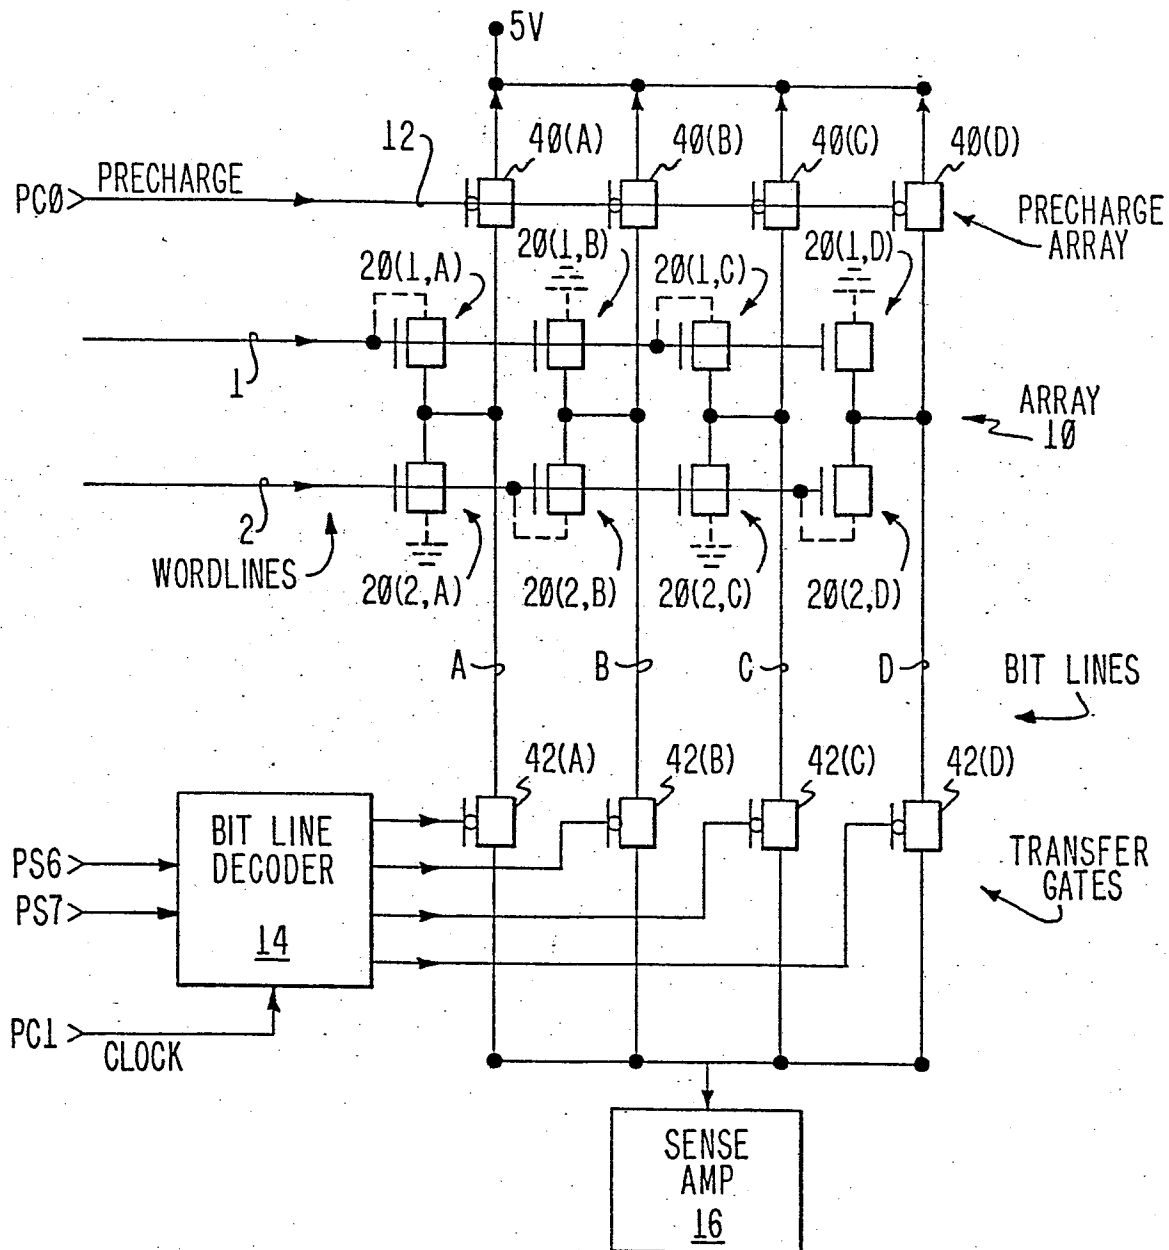 5V
12
40(A)
40(B)
40(C)
40(D)
PC0
PRECHARGE
PRECHARGE
ARRAY
20(1,A)
20(1,B)
20(1,C)
20(1,D)
1
ARRAY
10
2
WORDLINES
20(2,A)
20(2,B)
20(2,C)
20(2,D)
A
B
C
D
BIT LINES
42(A)
42(B)
42(C)
42(D)
BIT LINE
DECODER
14
PS6
PS7
TRANSFER
GATES
PC1
CLOCK
SENSE
AMP
16